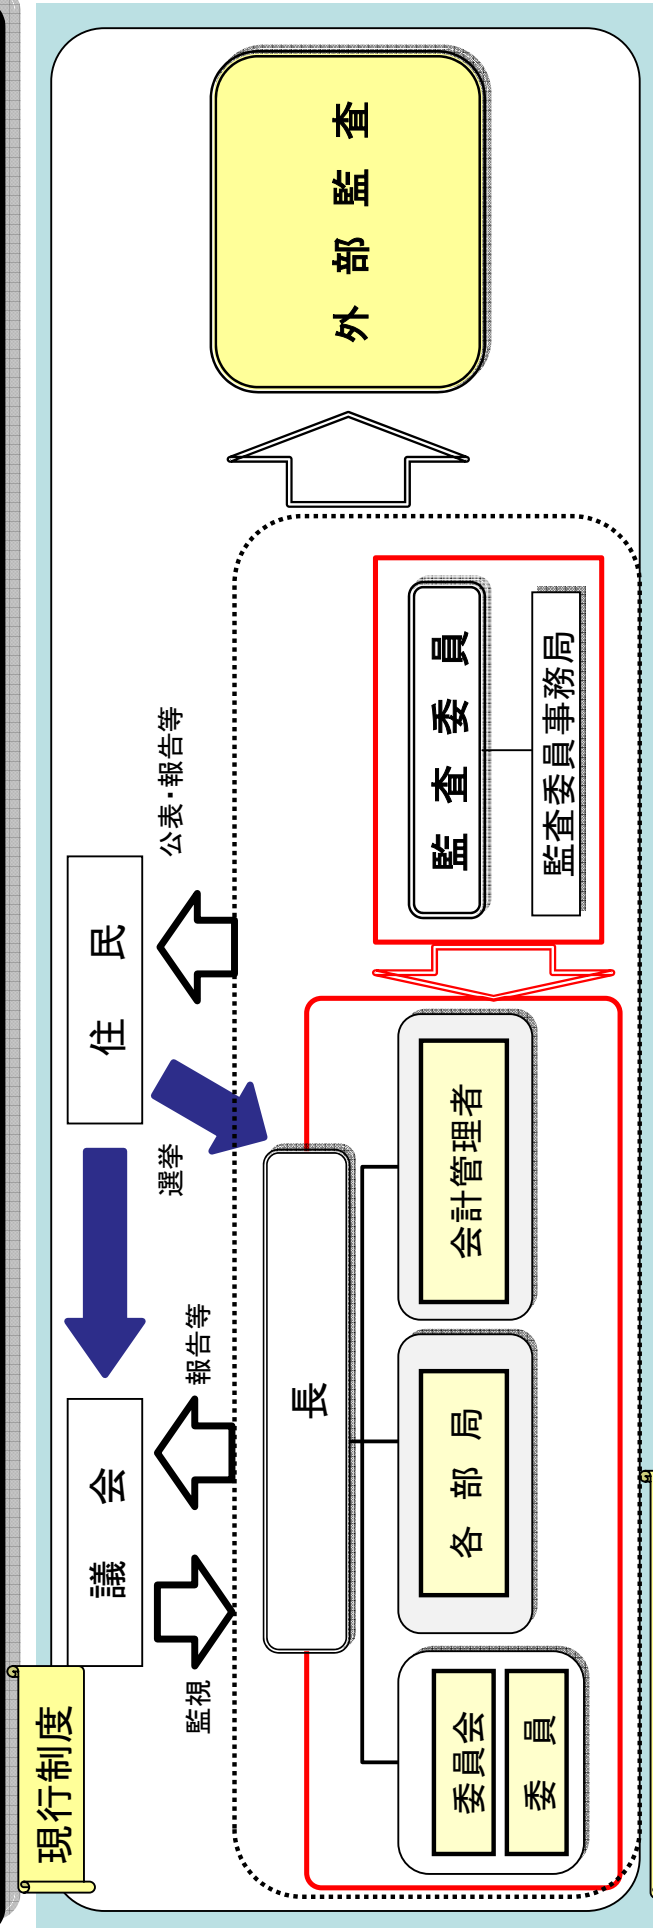 現行制度
議会
住民
選挙
監視
報告等
公表・報告等
長
委員会
委員
各部局
会計管理者
監査委員
監査委員事務局
外部監査